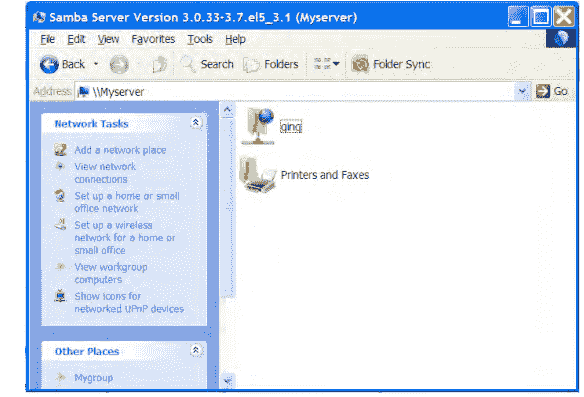 Samba Server Version 3.0.33-3.7.el5_3.1 (Myserver)
File Edit View Favorites Tools Help
Back Search Folders Folder Sync
Address \\Myserver Go
Network Tasks
Add a network place
View network
connections
Set up a home or small
office network
Set up a wireless
network for a home or
small office
View workgroup
computers
Show icons for
networked UPnP devices
Other Places
Mygroup
qing
Printers and Faxes